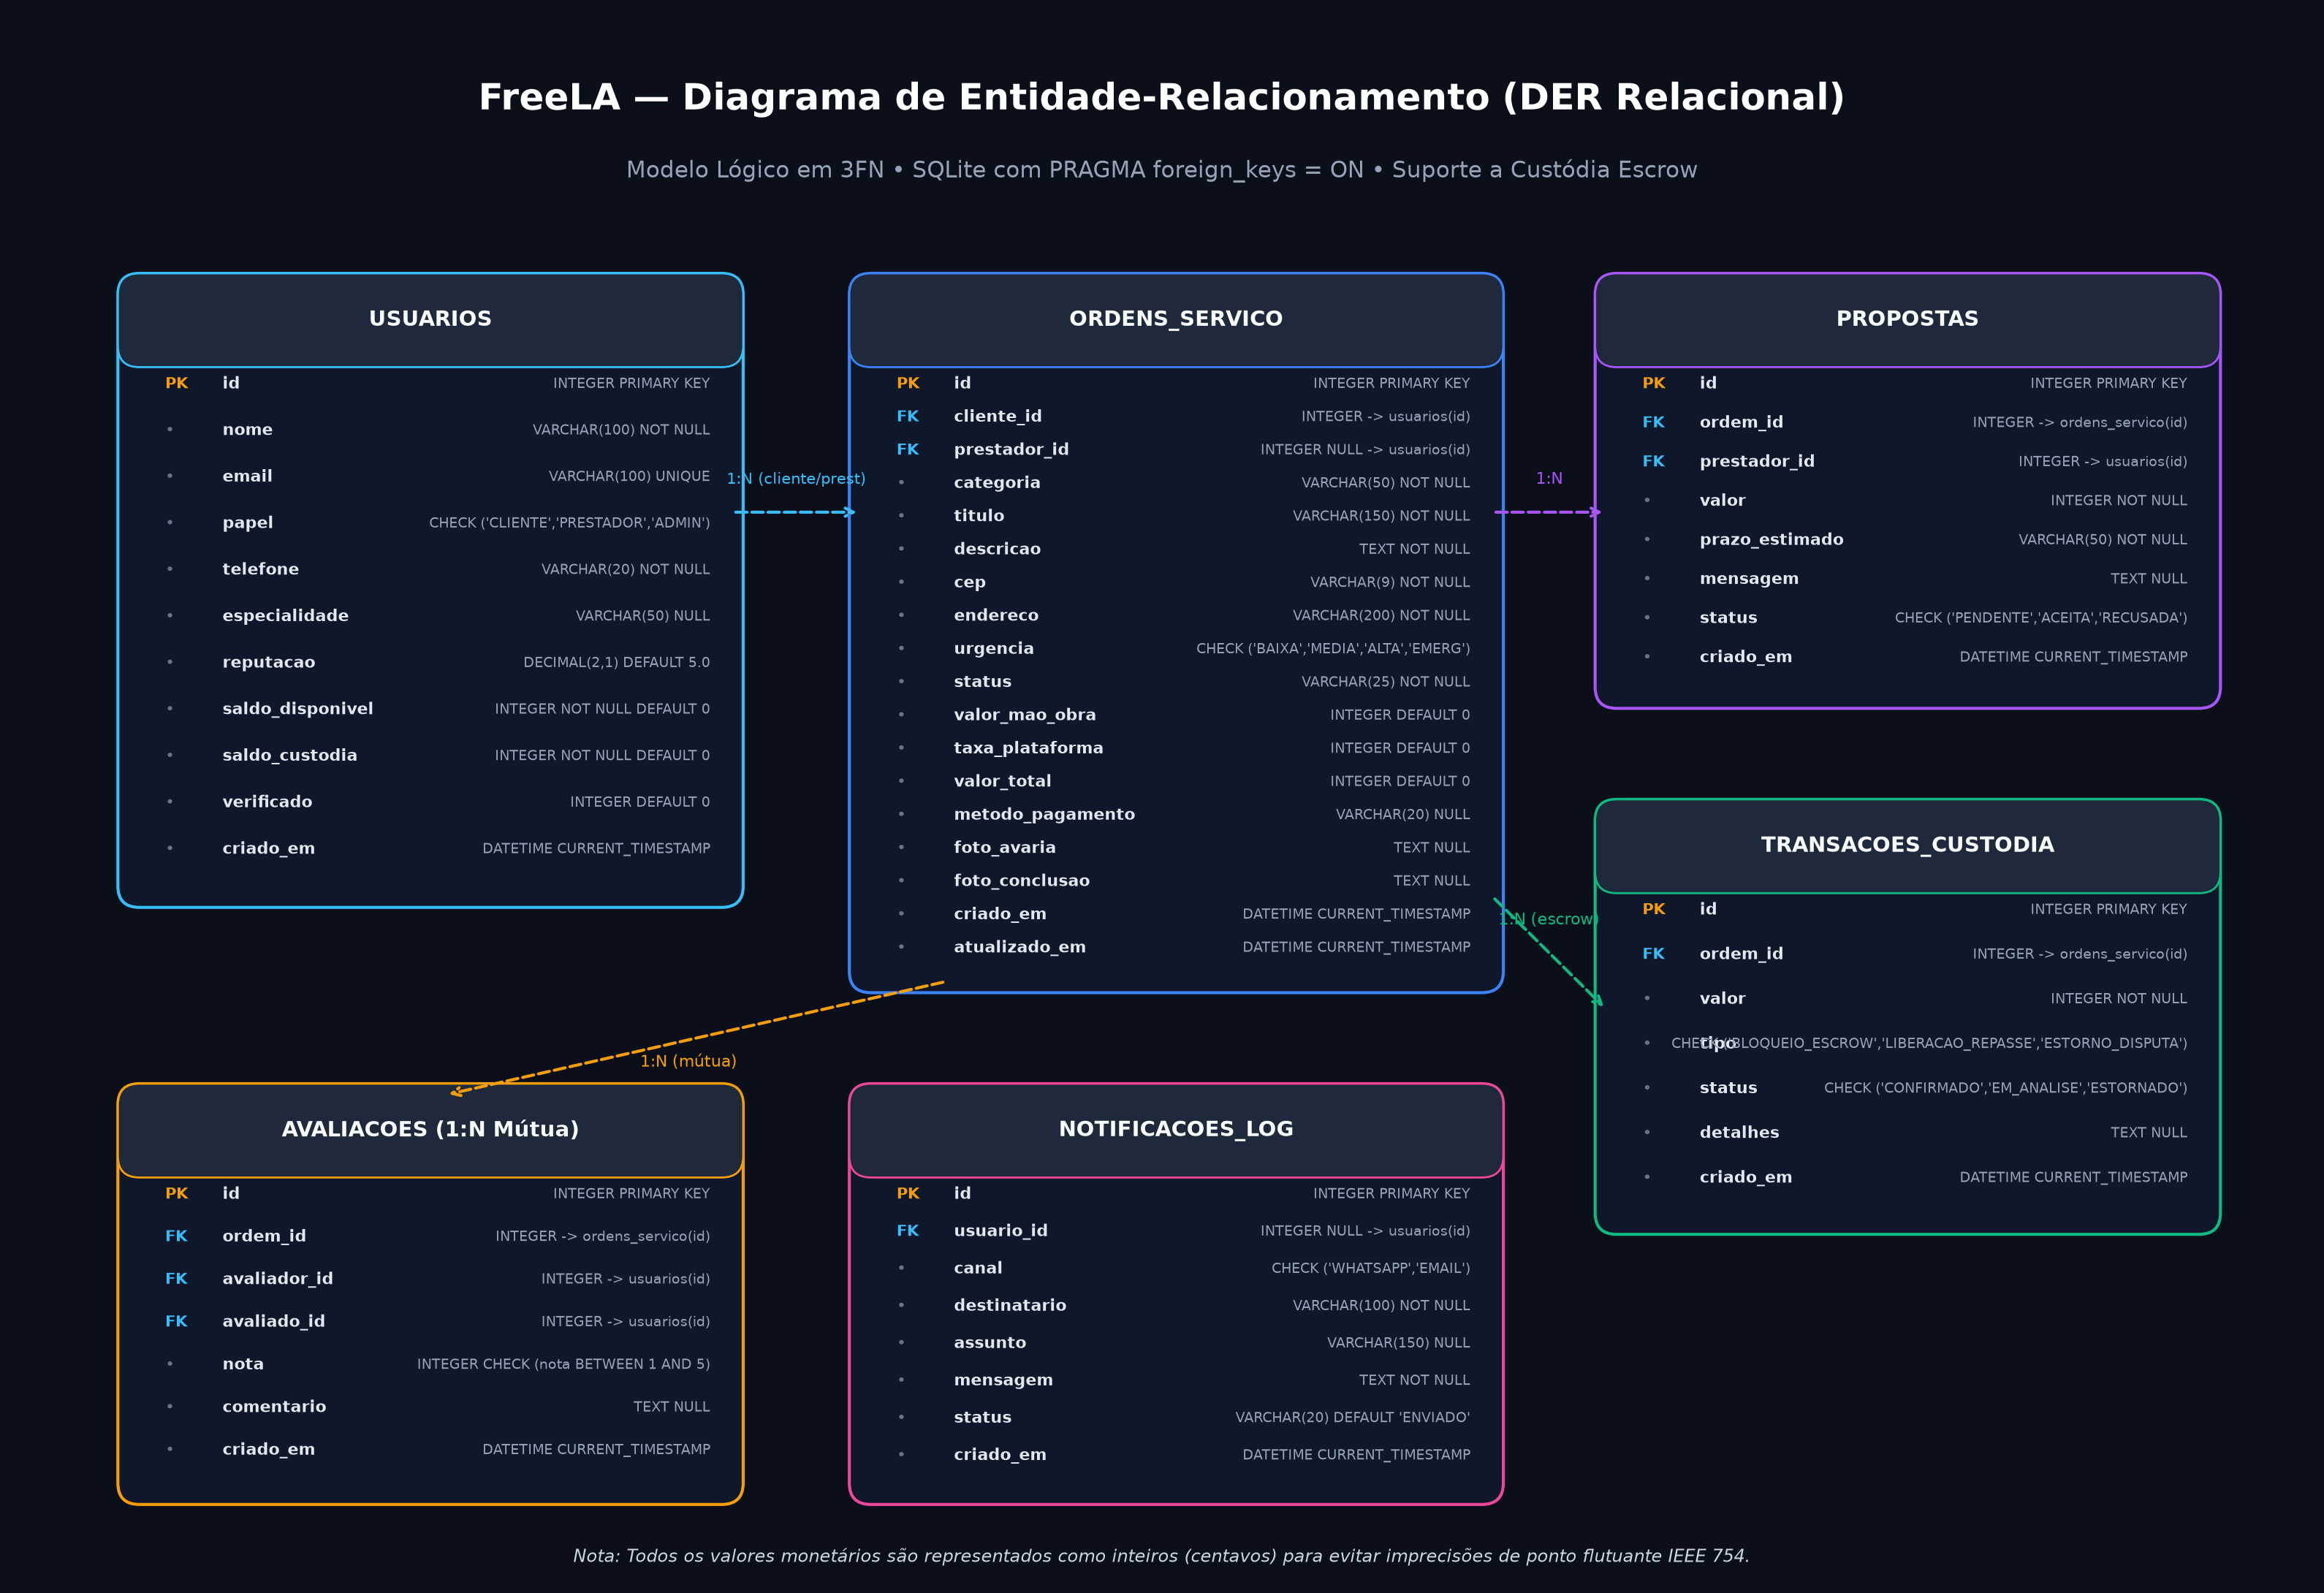 FreeLA — Diagrama de Entidade-Relacionamento (DER Relacional)
Modelo Lógico em 3FN • SQLite com PRAGMA foreign_keys = ON • Suporte a Custódia Escrow
USUARIOS
PK id INTEGER PRIMARY KEY
• nome VARCHAR(100) NOT NULL
• email VARCHAR(100) UNIQUE
• papel CHECK ('CLIENTE','PRESTADOR','ADMIN')
• telefone VARCHAR(20) NOT NULL
• especialidade VARCHAR(50) NULL
• reputacao DECIMAL(2,1) DEFAULT 5.0
• saldo_disponivel INTEGER NOT NULL DEFAULT 0
• saldo_custodia INTEGER NOT NULL DEFAULT 0
• verificado INTEGER DEFAULT 0
• criado_em DATETIME CURRENT_TIMESTAMP
1:N (cliente/prest)
ORDENS_SERVICO
PK id INTEGER PRIMARY KEY
FK cliente_id INTEGER -> usuarios(id)
FK prestador_id INTEGER NULL -> usuarios(id)
• categoria VARCHAR(50) NOT NULL
• titulo VARCHAR(150) NOT NULL
• descricao TEXT NOT NULL
• cep VARCHAR(9) NOT NULL
• endereco VARCHAR(200) NOT NULL
• urgencia CHECK ('BAIXA','MEDIA','ALTA','EMERG')
• status VARCHAR(25) NOT NULL
• valor_mao_obra INTEGER DEFAULT 0
• taxa_plataforma INTEGER DEFAULT 0
• valor_total INTEGER DEFAULT 0
• metodo_pagamento VARCHAR(20) NULL
• foto_avaria TEXT NULL
• foto_conclusao TEXT NULL
• criado_em DATETIME CURRENT_TIMESTAMP
• atualizado_em DATETIME CURRENT_TIMESTAMP
1:N
PROPOSTAS
PK id INTEGER PRIMARY KEY
FK ordem_id INTEGER -> ordens_servico(id)
FK prestador_id INTEGER -> usuarios(id)
• valor INTEGER NOT NULL
• prazo_estimado VARCHAR(50) NOT NULL
• mensagem TEXT NULL
• status CHECK ('PENDENTE','ACEITA','RECUSADA')
• criado_em DATETIME CURRENT_TIMESTAMP
1:N (escrow)
TRANSACOES_CUSTODIA
PK id INTEGER PRIMARY KEY
FK ordem_id INTEGER -> ordens_servico(id)
• valor INTEGER NOT NULL
• tipo CHECK ('BLOQUEIO_ESCROW','LIBERACAO_REPASSE','ESTORNO_DISPUTA')
• status CHECK ('CONFIRMADO','EM_ANALISE','ESTORNADO')
• detalhes TEXT NULL
• criado_em DATETIME CURRENT_TIMESTAMP
1:N (mútua)
AVALIACOES (1:N Mútua)
PK id INTEGER PRIMARY KEY
FK ordem_id INTEGER -> ordens_servico(id)
FK avaliador_id INTEGER -> usuarios(id)
FK avaliado_id INTEGER -> usuarios(id)
• nota INTEGER CHECK (nota BETWEEN 1 AND 5)
• comentario TEXT NULL
• criado_em DATETIME CURRENT_TIMESTAMP
NOTIFICACOES_LOG
PK id INTEGER PRIMARY KEY
FK usuario_id INTEGER NULL -> usuarios(id)
• canal CHECK ('WHATSAPP','EMAIL')
• destinatario VARCHAR(100) NOT NULL
• assunto VARCHAR(150) NULL
• mensagem TEXT NOT NULL
• status VARCHAR(20) DEFAULT 'ENVIADO'
• criado_em DATETIME CURRENT_TIMESTAMP
Nota: Todos os valores monetários são representados como inteiros (centavos) para evitar imprecisões de ponto flutuante IEEE 754.